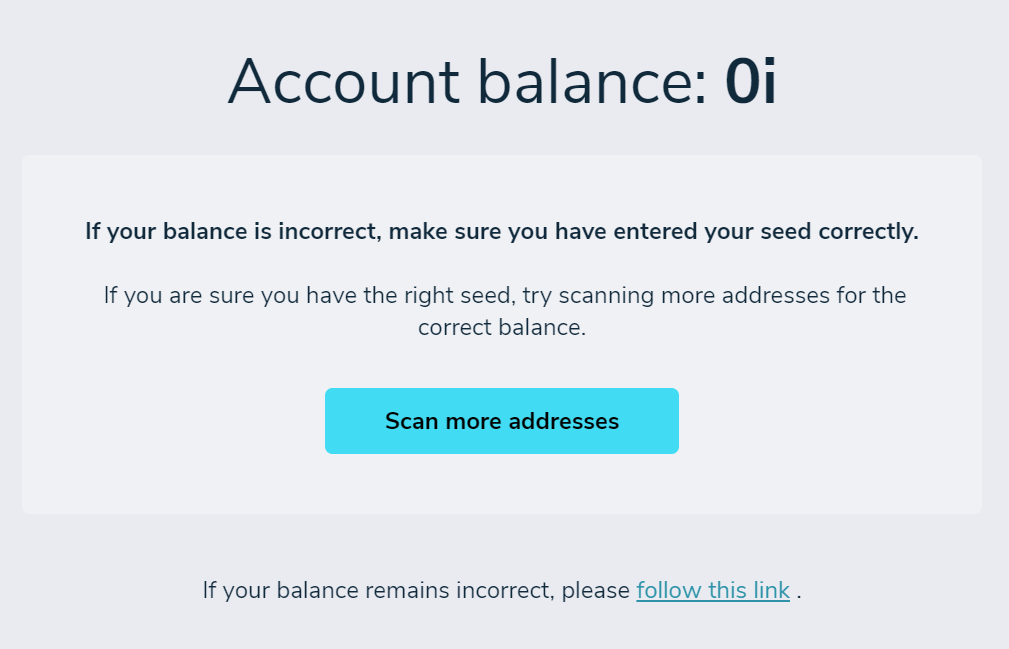 Account balance: 0i
If your balance is incorrect, make sure you have entered your seed correctly.
If you are sure you have the right seed, try scanning more addresses for the
correct balance.
Scan more addresses
If your balance remains incorrect, please follow this link .